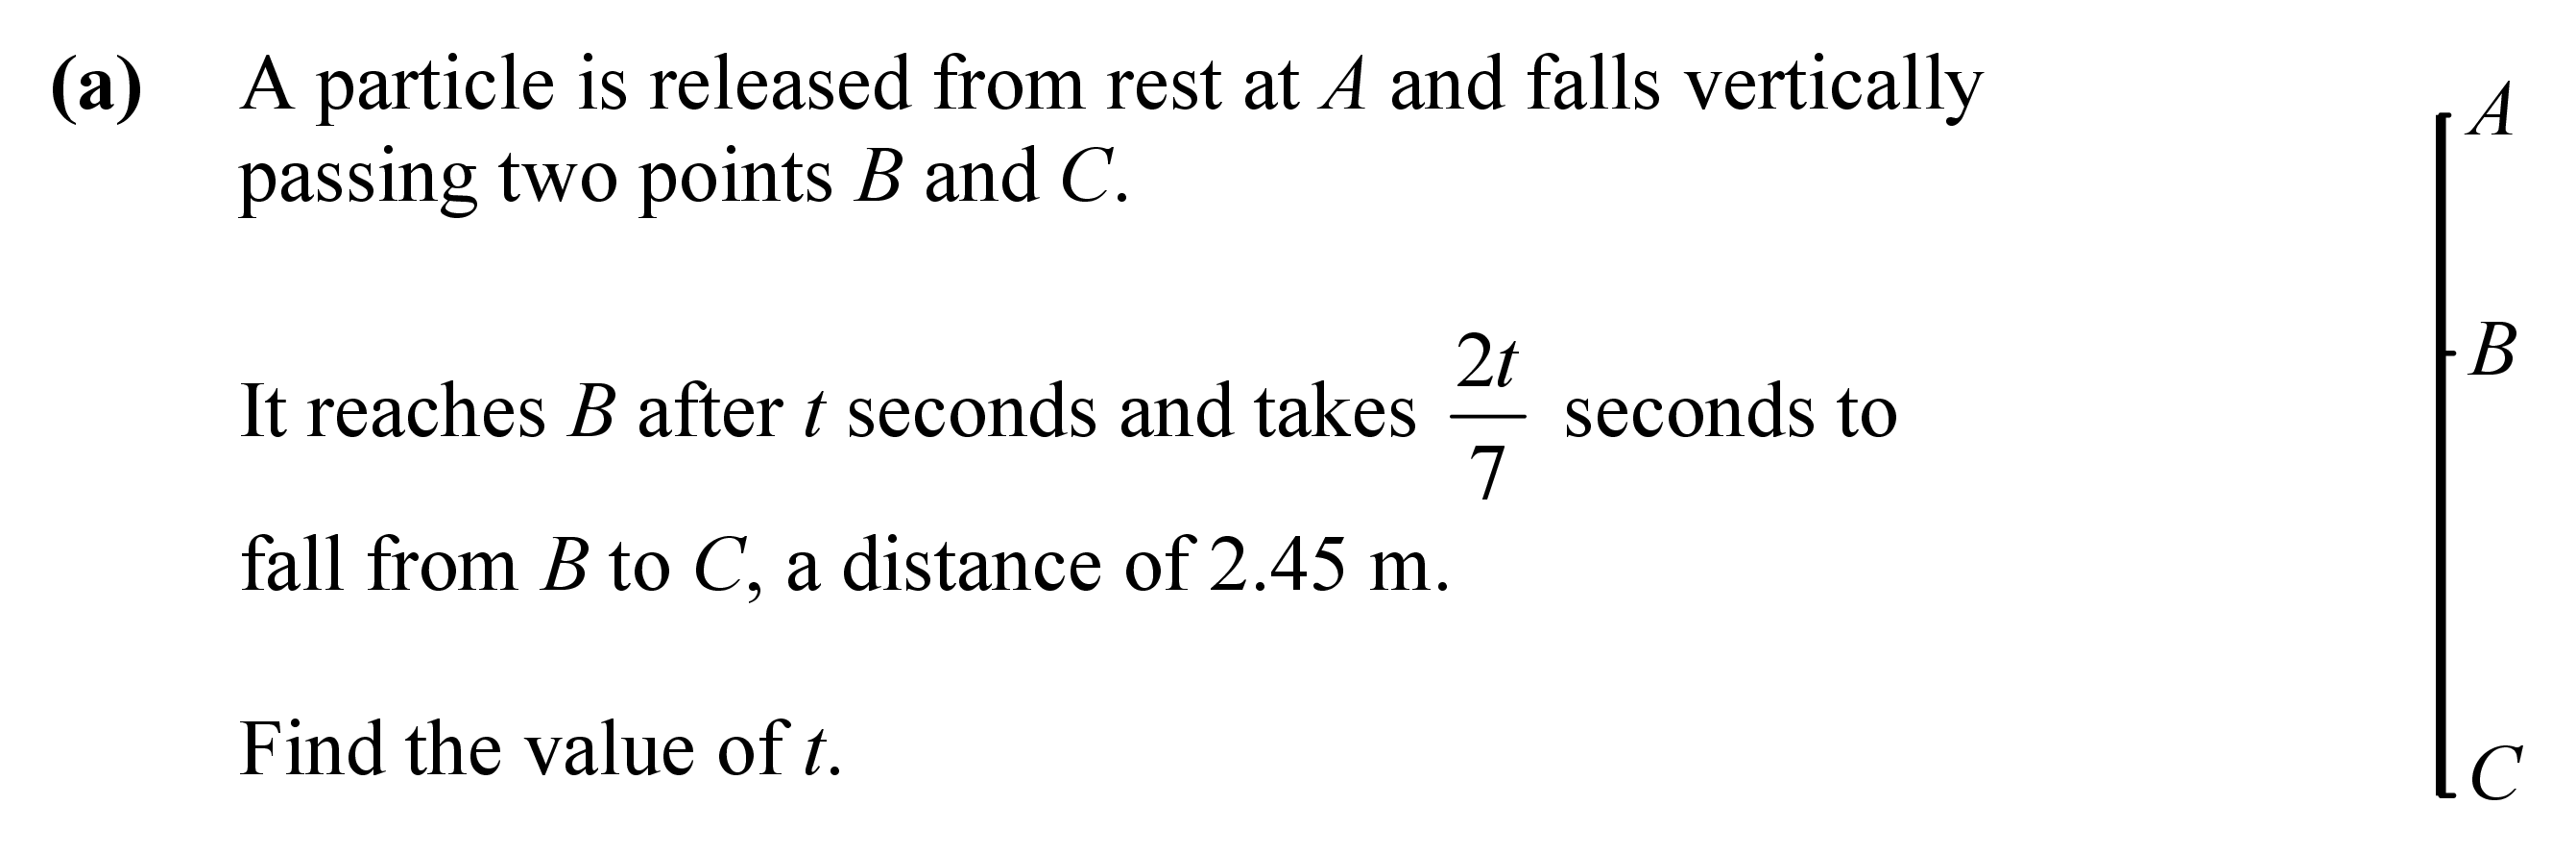 (a) A particle is released from rest at A and falls vertically
passing two points B and C.
It reaches B after t seconds and takes 2t/7 seconds to
fall from B to C, a distance of 2.45 m.
Find the value of t.
A
B
C